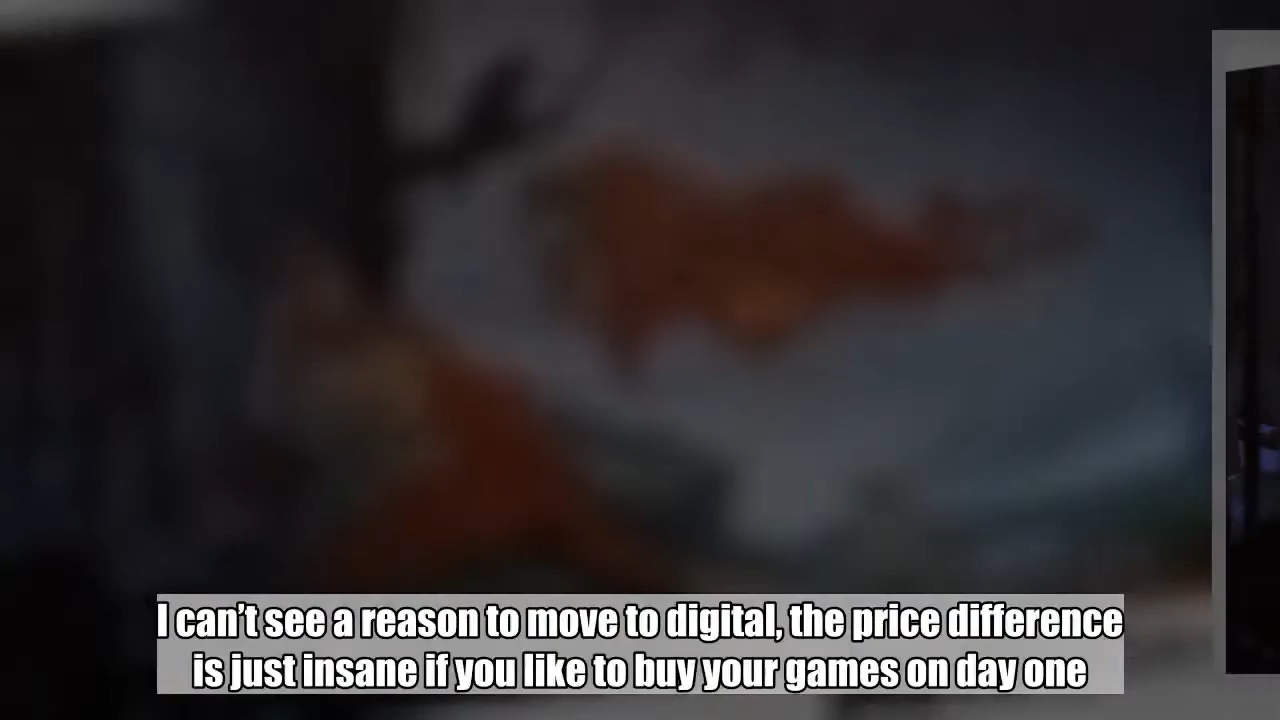 I can’t see a reason to move to digital, the price difference
is just insane if you like to buy your games on day one